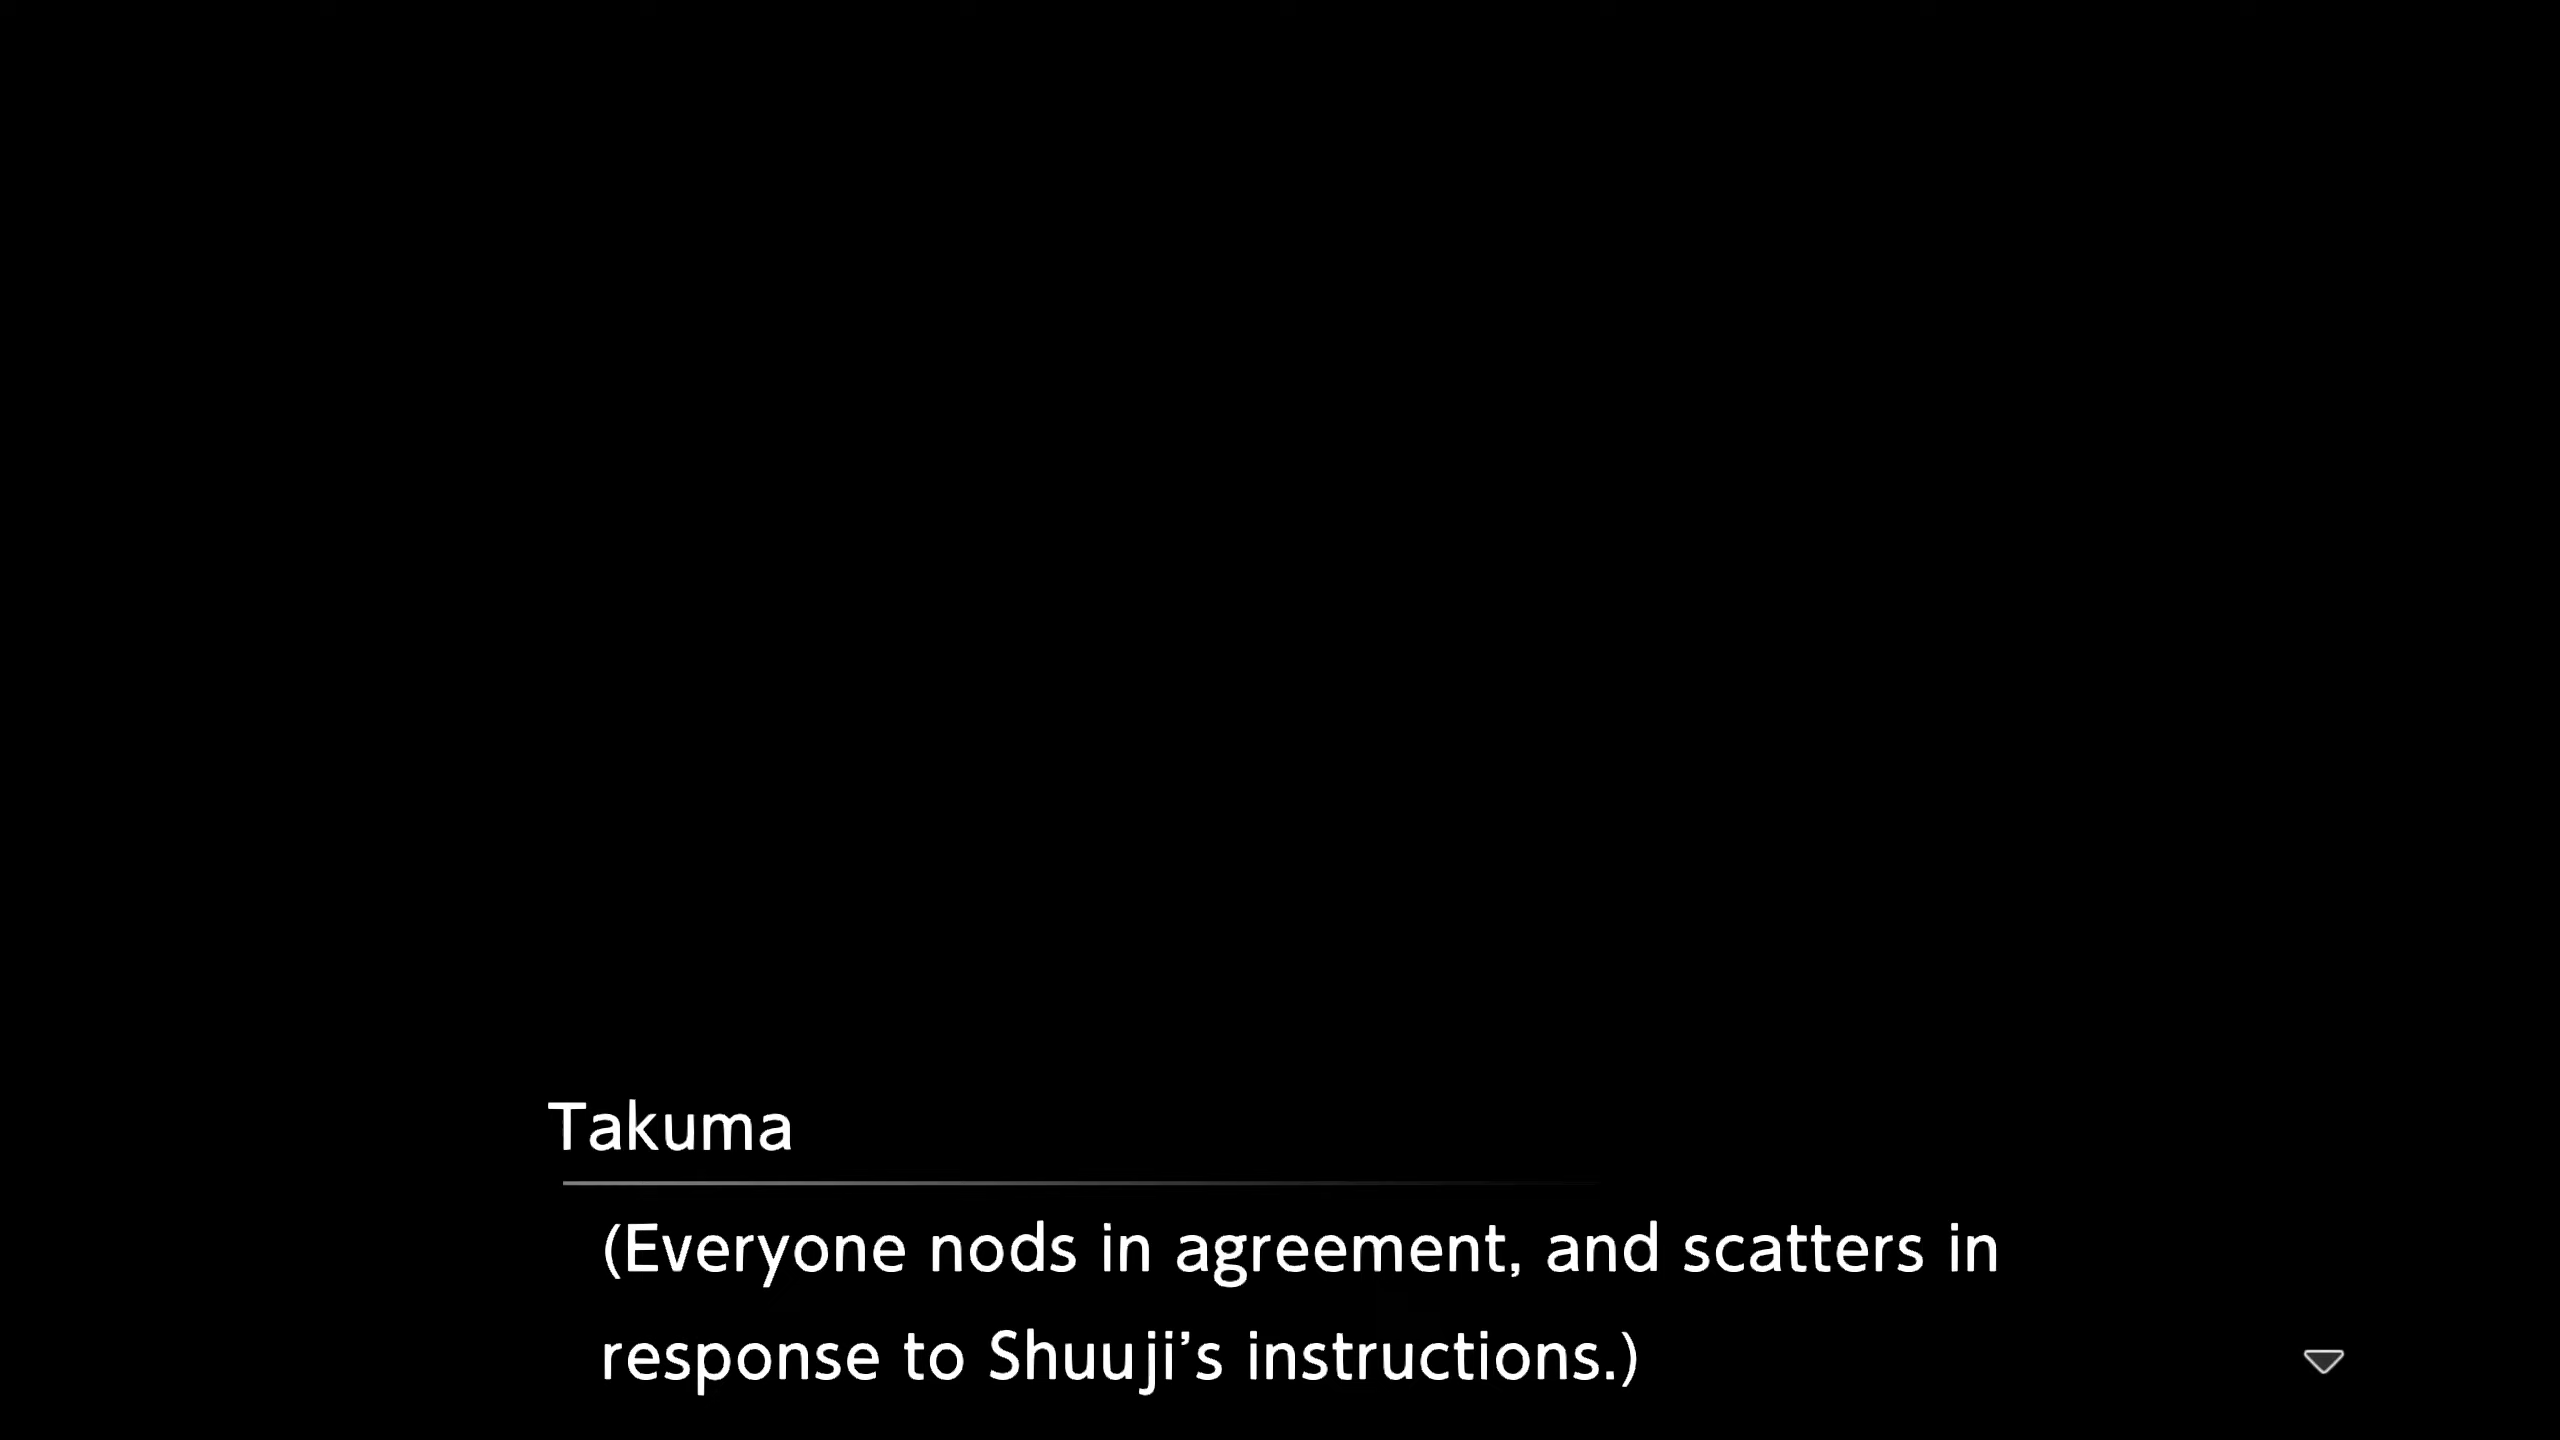 Takuma
(Everyone nods in agreement, and scatters in
response to Shuuji's instructions.)